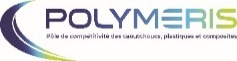 POLYMERIS
Pôle de compétitivité des caoutchoucs, plastiques et composites